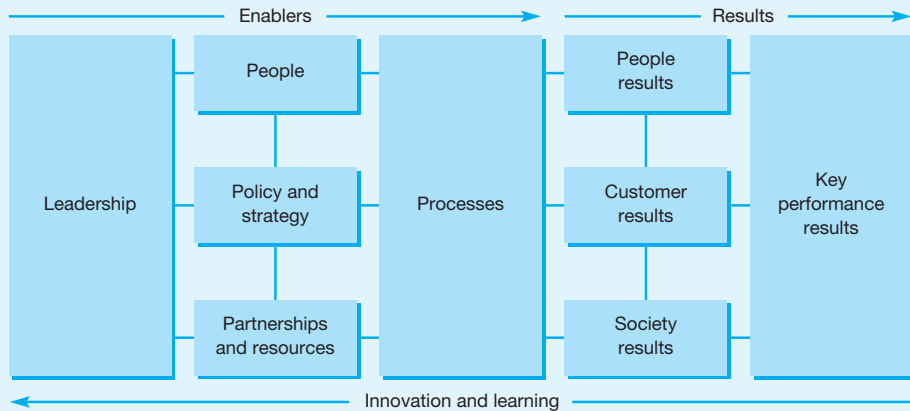 Enablers
Results
Leadership
People
Policy and
strategy
Partnerships
and resources
Processes
People
results
Customer
results
Society
results
Key
performance
results
Innovation and learning